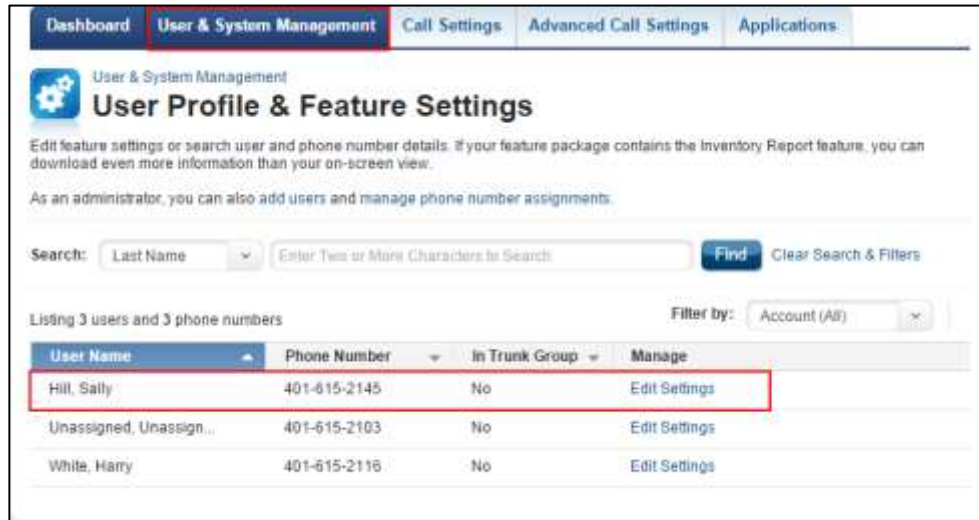 Dashboard User & System Management Call Settings Advanced Call Settings Applications
User & System Management
User Profile & Feature Settings
Edit feature settings or search user and phone number details. If your feature package contains the Inventory Report feature, you can
download even more information than your on-screen view.
As an administrator, you can also add users and manage phone number assignments.
Search: Last Name Enter Two or More Characters to Search Find Clear Search & Filters
Listing 3 users and 3 phone numbers Filter by: Account (All)
User Name Phone Number In Trunk Group Manage
Hill, Sally 401-615-2145 No Edit Settings
Unassigned, Unassign... 401-615-2103 No Edit Settings
White, Harry 401-615-2116 No Edit Settings